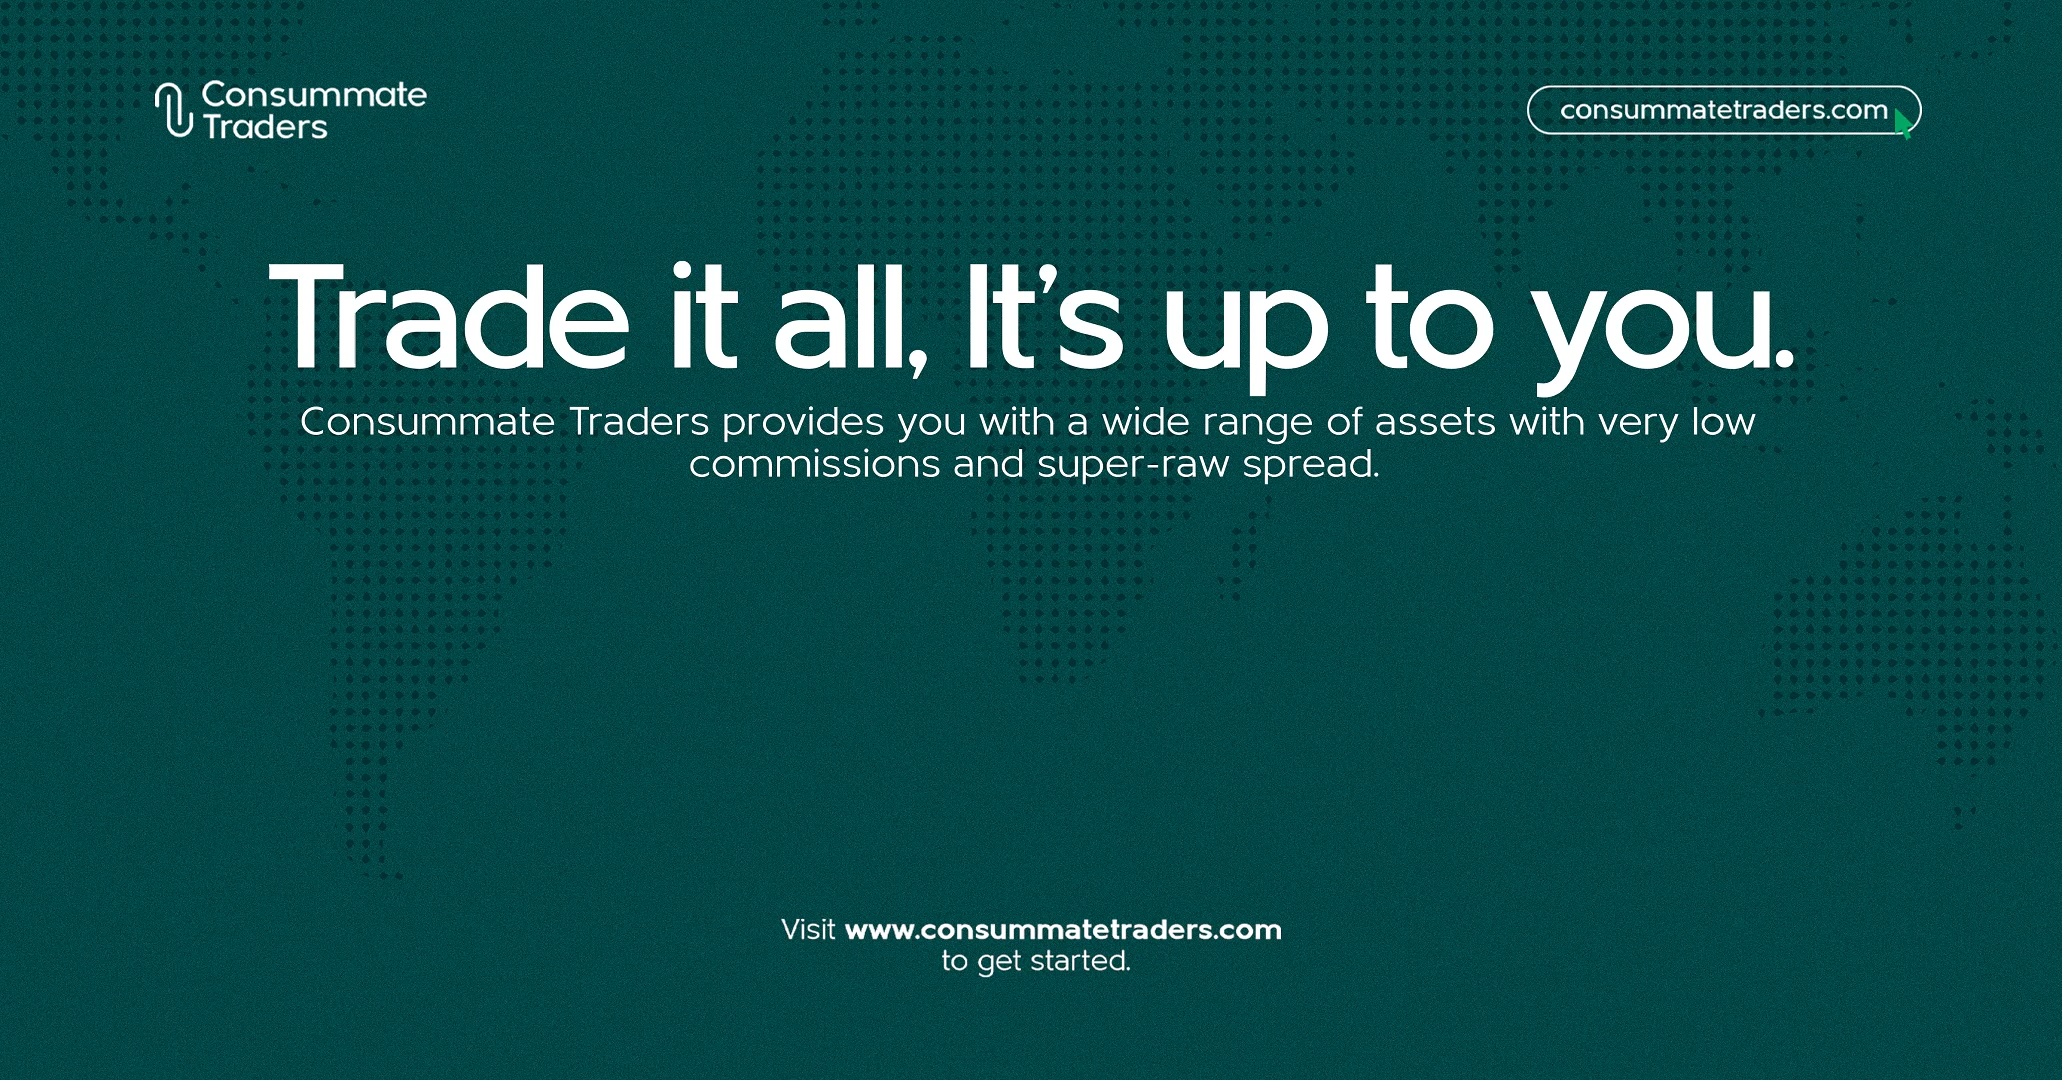 Consummate
Traders
consummatetraders.com
Trade it all, It’s up to you.
Consummate Traders provides you with a wide range of assets with very low
commissions and super-raw spread.
Visit www.consummatetraders.com
to get started.